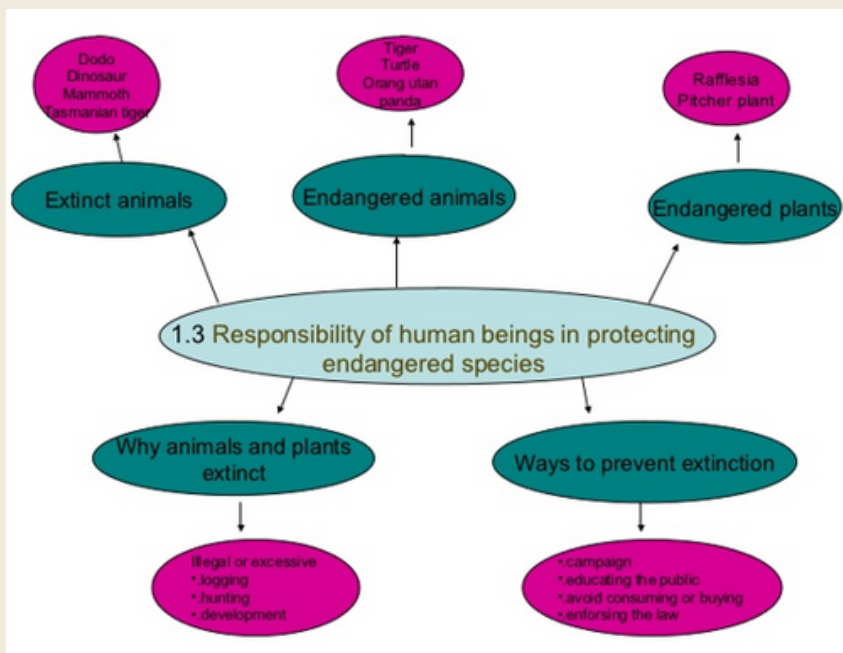 Dodo
Dinosaur
Mammoth
Tasmanian tiger
Tiger
Turtle
Orang utan
panda
Rafflesia
Pitcher plant
Extinct animals
Endangered animals
Endangered plants
1.3 Responsibility of human beings in protecting
endangered species
Why animals and plants
extinct
Ways to prevent extinction
Illegal or excessive
•.logging
•.hunting
•.development
•.campaign
•.educating the public
•.avoid consuming or buying
•.enforsing the law